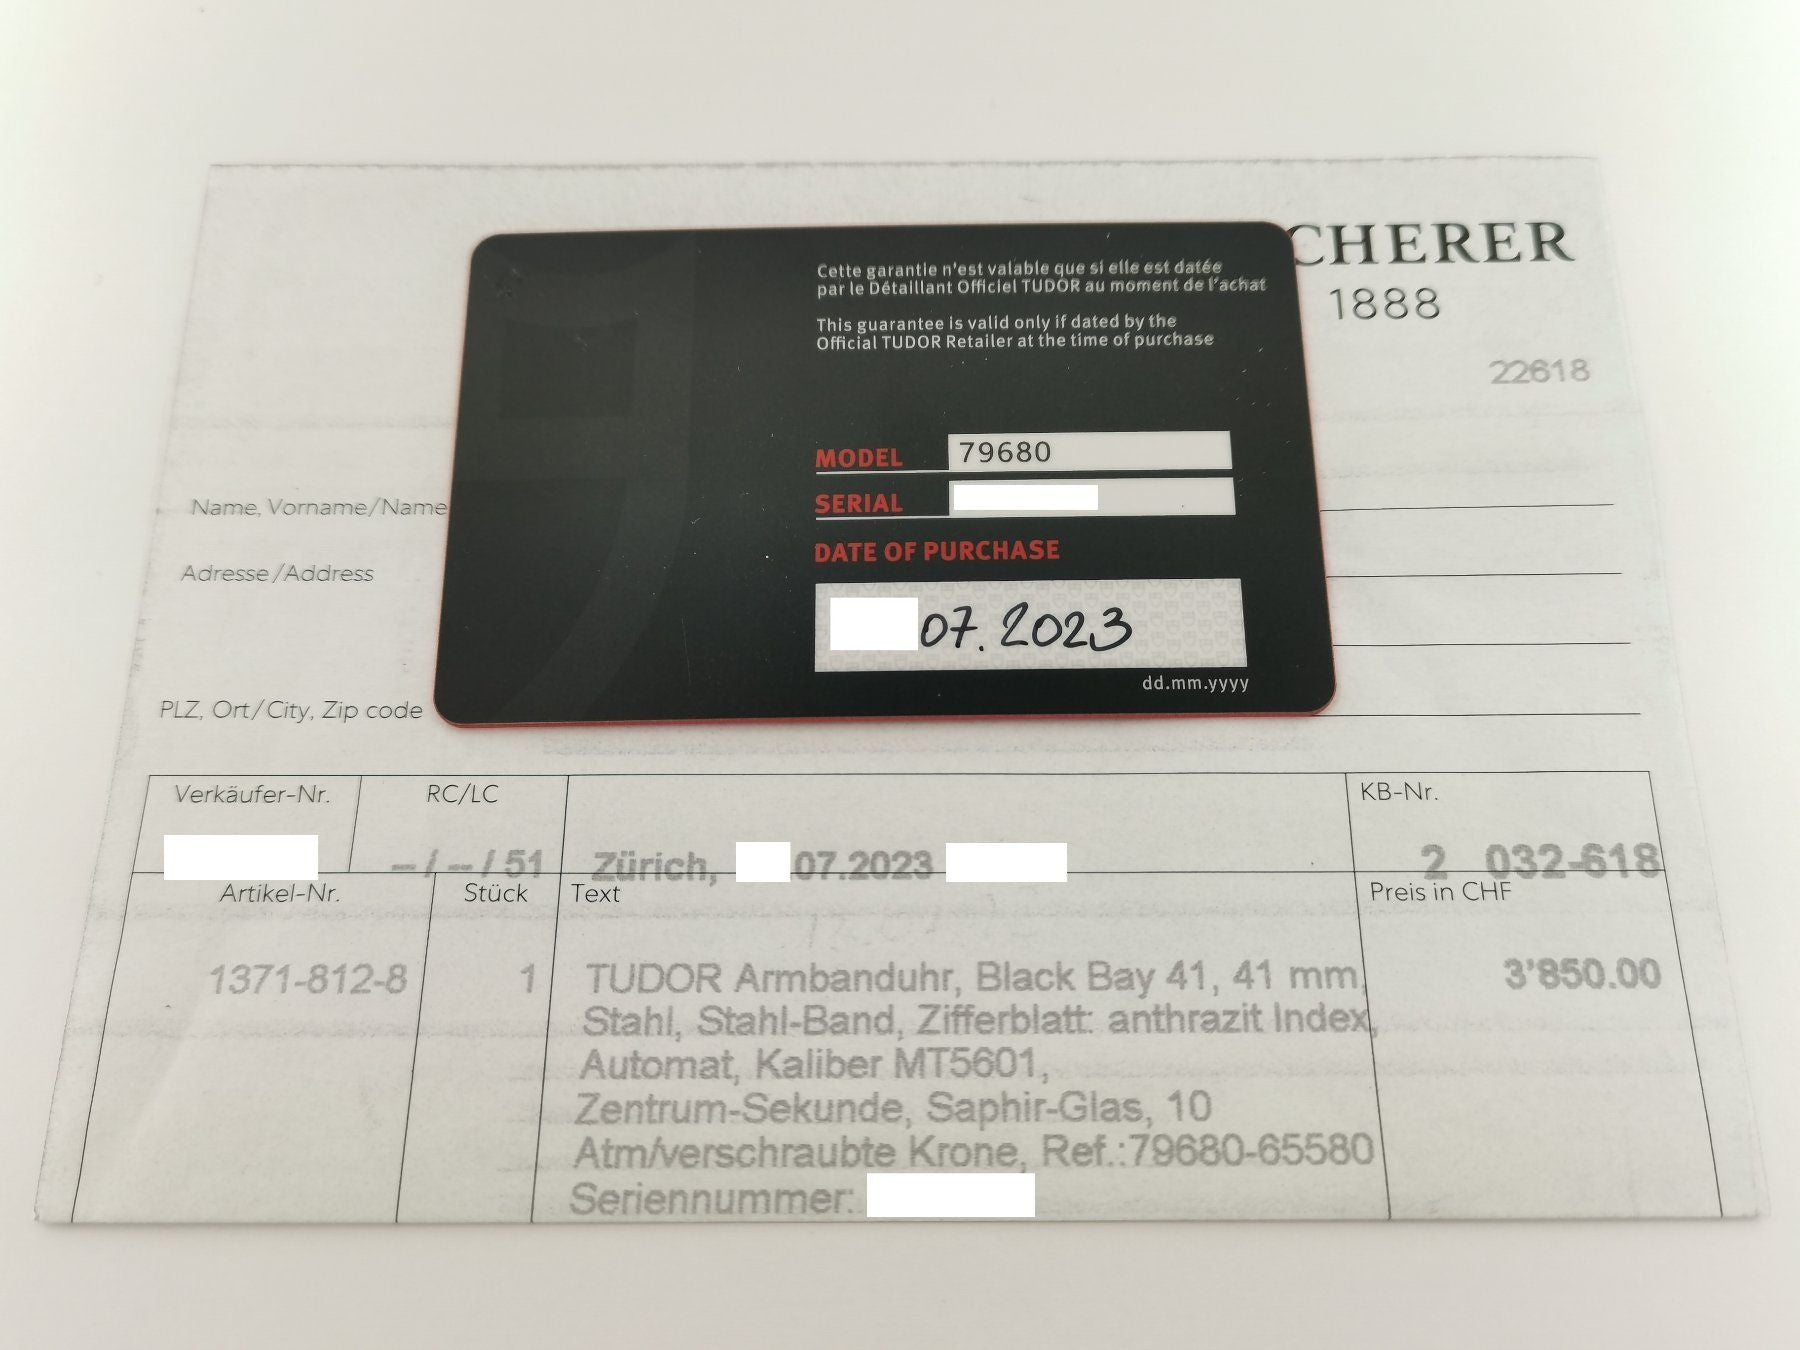 CHERER
1888
22618
Cette garantie n'est valable que si elle est datée
par le Détaillant Officiel TUDOR au moment de l'achat
This guarantee is valid only if dated by the
Official TUDOR Retailer at the time of purchase
MODEL 79680
SERIAL
DATE OF PURCHASE
07.2023
dd.mm.yyyy
Name, Vorname/Name
Adresse/Address
PLZ, Ort/City, Zip code
Verkäufer-Nr. RC/LC KB-Nr.
-- / -- / 51 Zürich, 07.2023 2 032-618
Artikel-Nr. Stück Text Preis in CHF
1371-812-8 1 TUDOR Armbanduhr, Black Bay 41, 41 mm, 3'850.00
Stahl, Stahl-Band, Zifferblatt: anthrazit Index,
Automat, Kaliber MT5601,
Zentrum-Sekunde, Saphir-Glas, 10
Atm/verschraubte Krone, Ref.:79680-65580
Seriennummer: